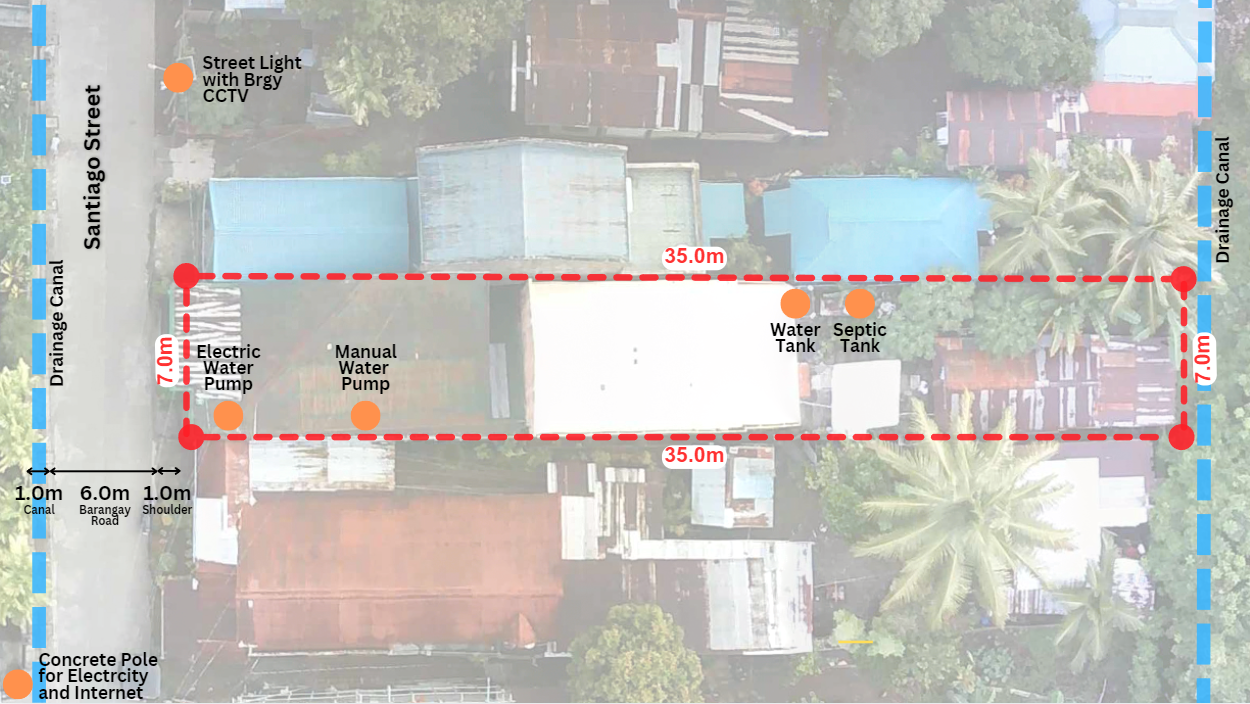 Street Light
with Brgy
CCTV
Santiago Street
Drainage Canal
Drainage Canal
35.0m
7.0m
7.0m
Electric
Water
Pump
Manual
Water
Pump
Water
Tank
Septic
Tank
35.0m
1.0m
Canal
6.0m
Barangay
Road
1.0m
Shoulder
Concrete Pole
for Electrcity
and Internet